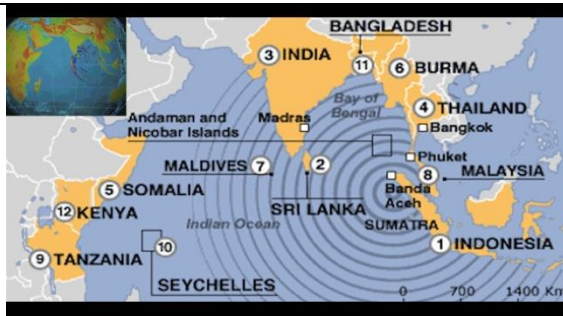 BANGLADESH
3 INDIA
11
6 BURMA
Bay of
Bengal
Andaman and
Nicobar Islands
Madras
4 THAILAND
Bangkok
Phuket
MALDIVES 7
2
8 MALAYSIA
5 SOMALIA
Banda
Aceh
SRI LANKA
12 KENYA
Indian Ocean
SUMATRA
1 INDONESIA
9 TANZANIA
10
SEYCHELLES
0 700 1400 Km